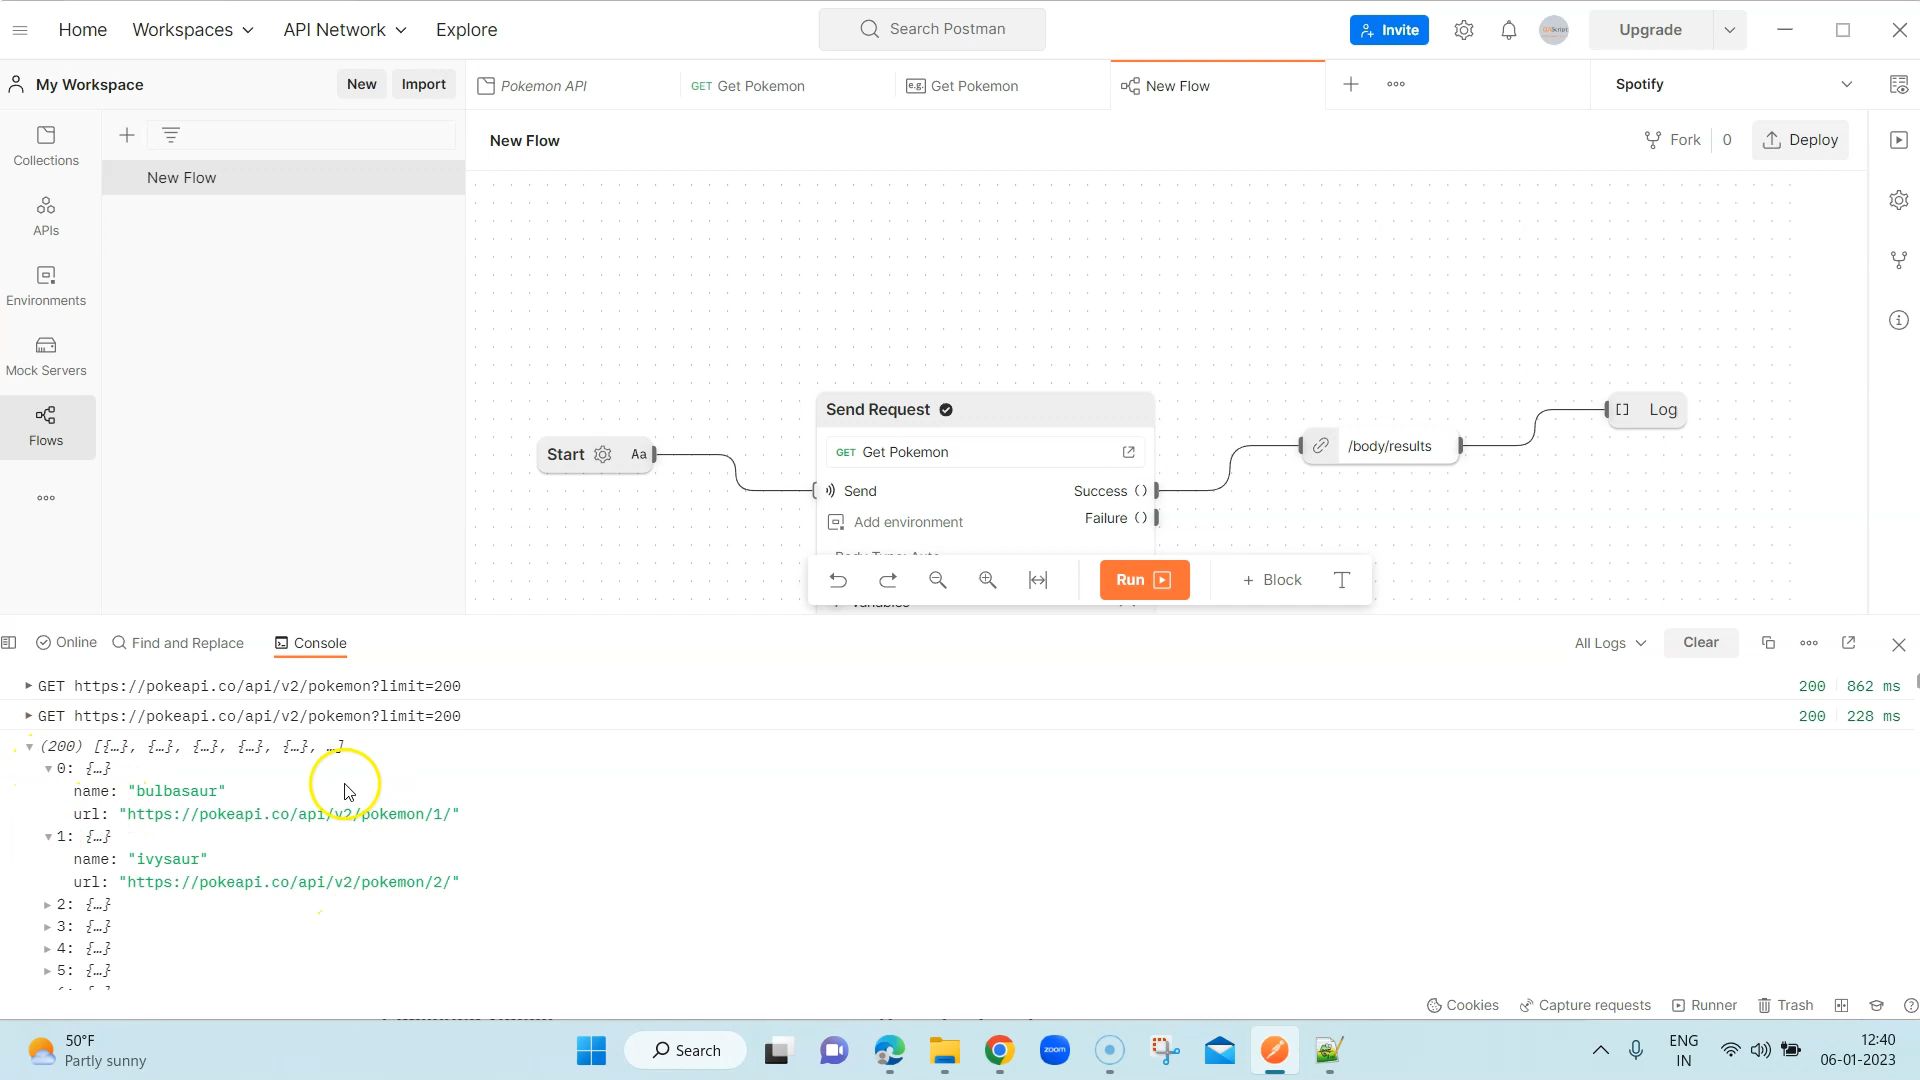 Home Workspaces API Network Explore Search Postman Invite Upgrade
My Workspace New Import Pokemon API GET Get Pokemon e.g. Get Pokemon New Flow Spotify
New Flow Fork 0 Deploy
Collections
New Flow
APIs
Environments
Mock Servers
Flows
Start Aa
Send Request
GET Get Pokemon
Send Success
Add environment Failure
/body/results
Log
Run Block
Online Find and Replace Console All Logs Clear
GET https://pokeapi.co/api/v2/pokemon?limit=200 200 862 ms
GET https://pokeapi.co/api/v2/pokemon?limit=200 200 228 ms
(200) [{…}, {…}, {…}, {…}, {…}, …]
0: {…}
name: "bulbasaur"
url: "https://pokeapi.co/api/v2/pokemon/1/"
1: {…}
name: "ivysaur"
url: "https://pokeapi.co/api/v2/pokemon/2/"
2: {…}
3: {…}
4: {…}
5: {…}
Cookies Capture requests Runner Trash
50°F
Partly sunny
Search
zoom
ENG
IN
12:40
06-01-2023